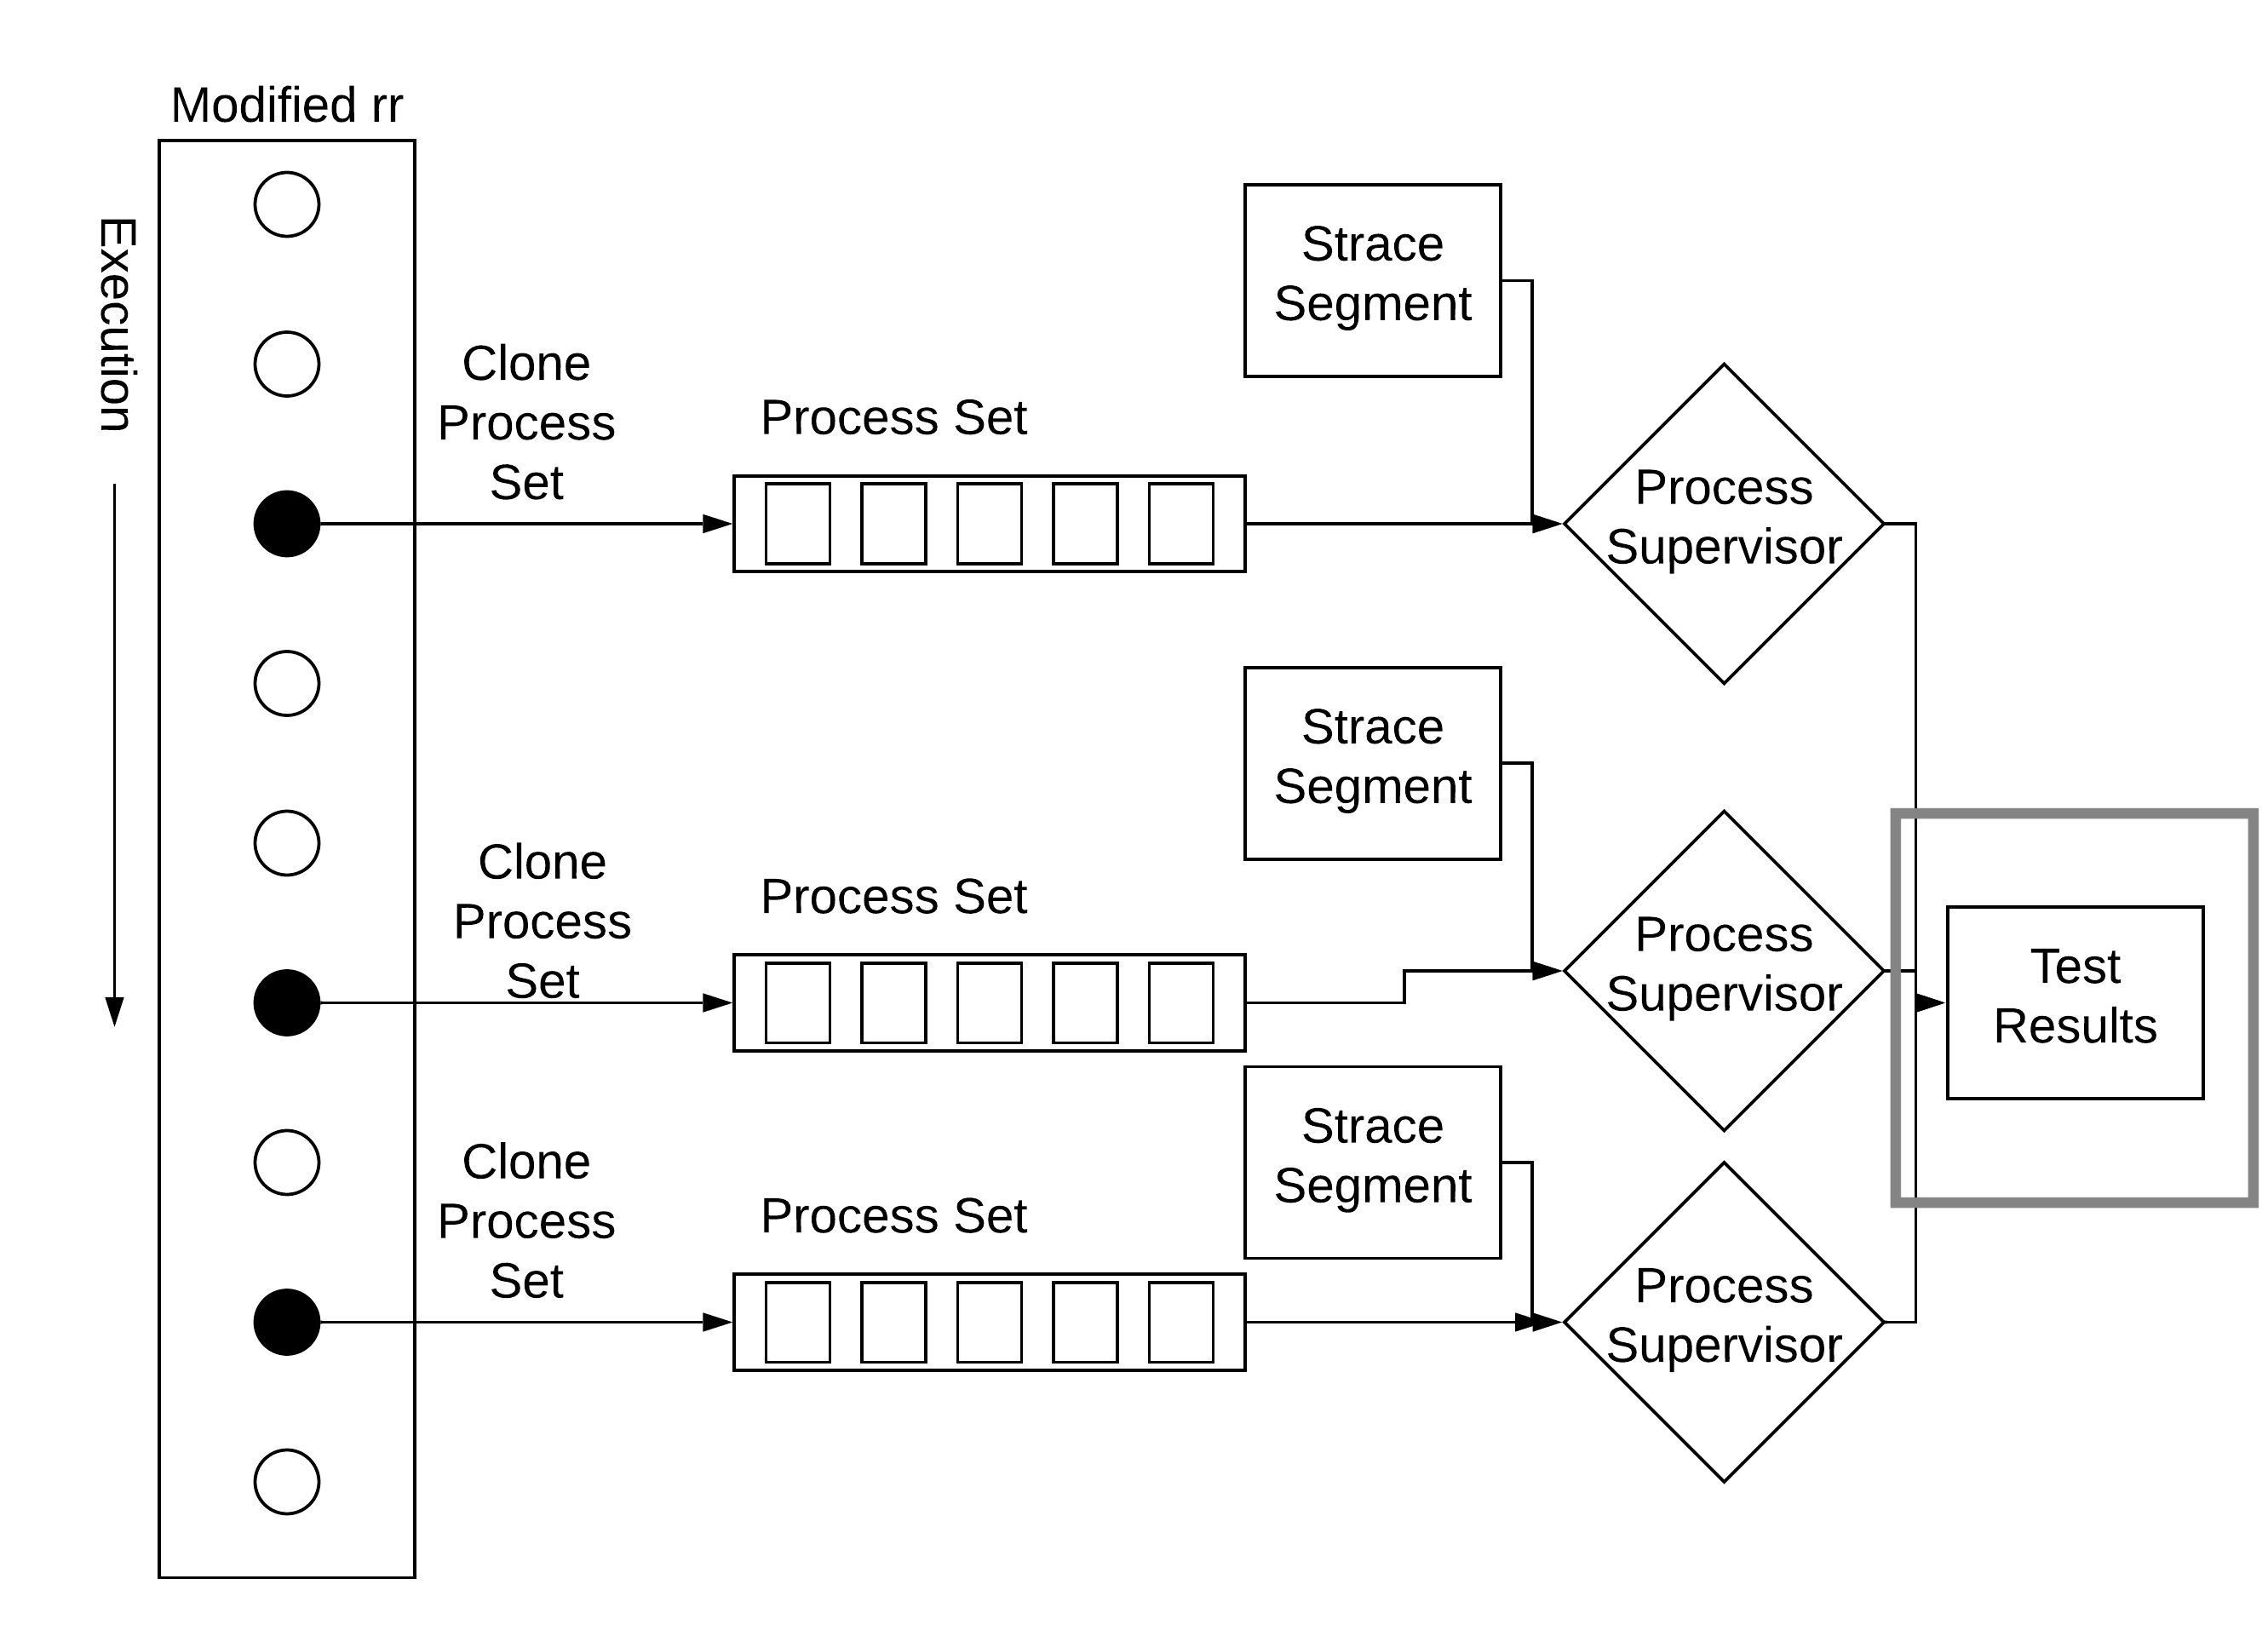 Modified rr
Execution
Clone
Process
Set
Process Set
Strace
Segment
Process
Supervisor
Clone
Process
Set
Process Set
Strace
Segment
Process
Supervisor
Test
Results
Clone
Process
Set
Process Set
Strace
Segment
Process
Supervisor